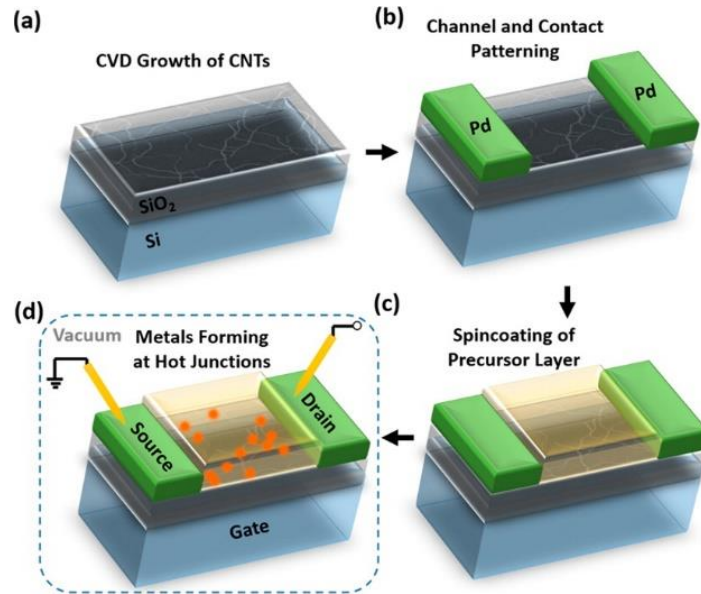 (a)
CVD Growth of CNTs
SiO₂
Si
(b)
Channel and Contact
Patterning
Pd
Pd
(c)
Spincoating of
Precursor Layer
(d)
Vacuum
Metals Forming
at Hot Junctions
Source
Drain
Gate